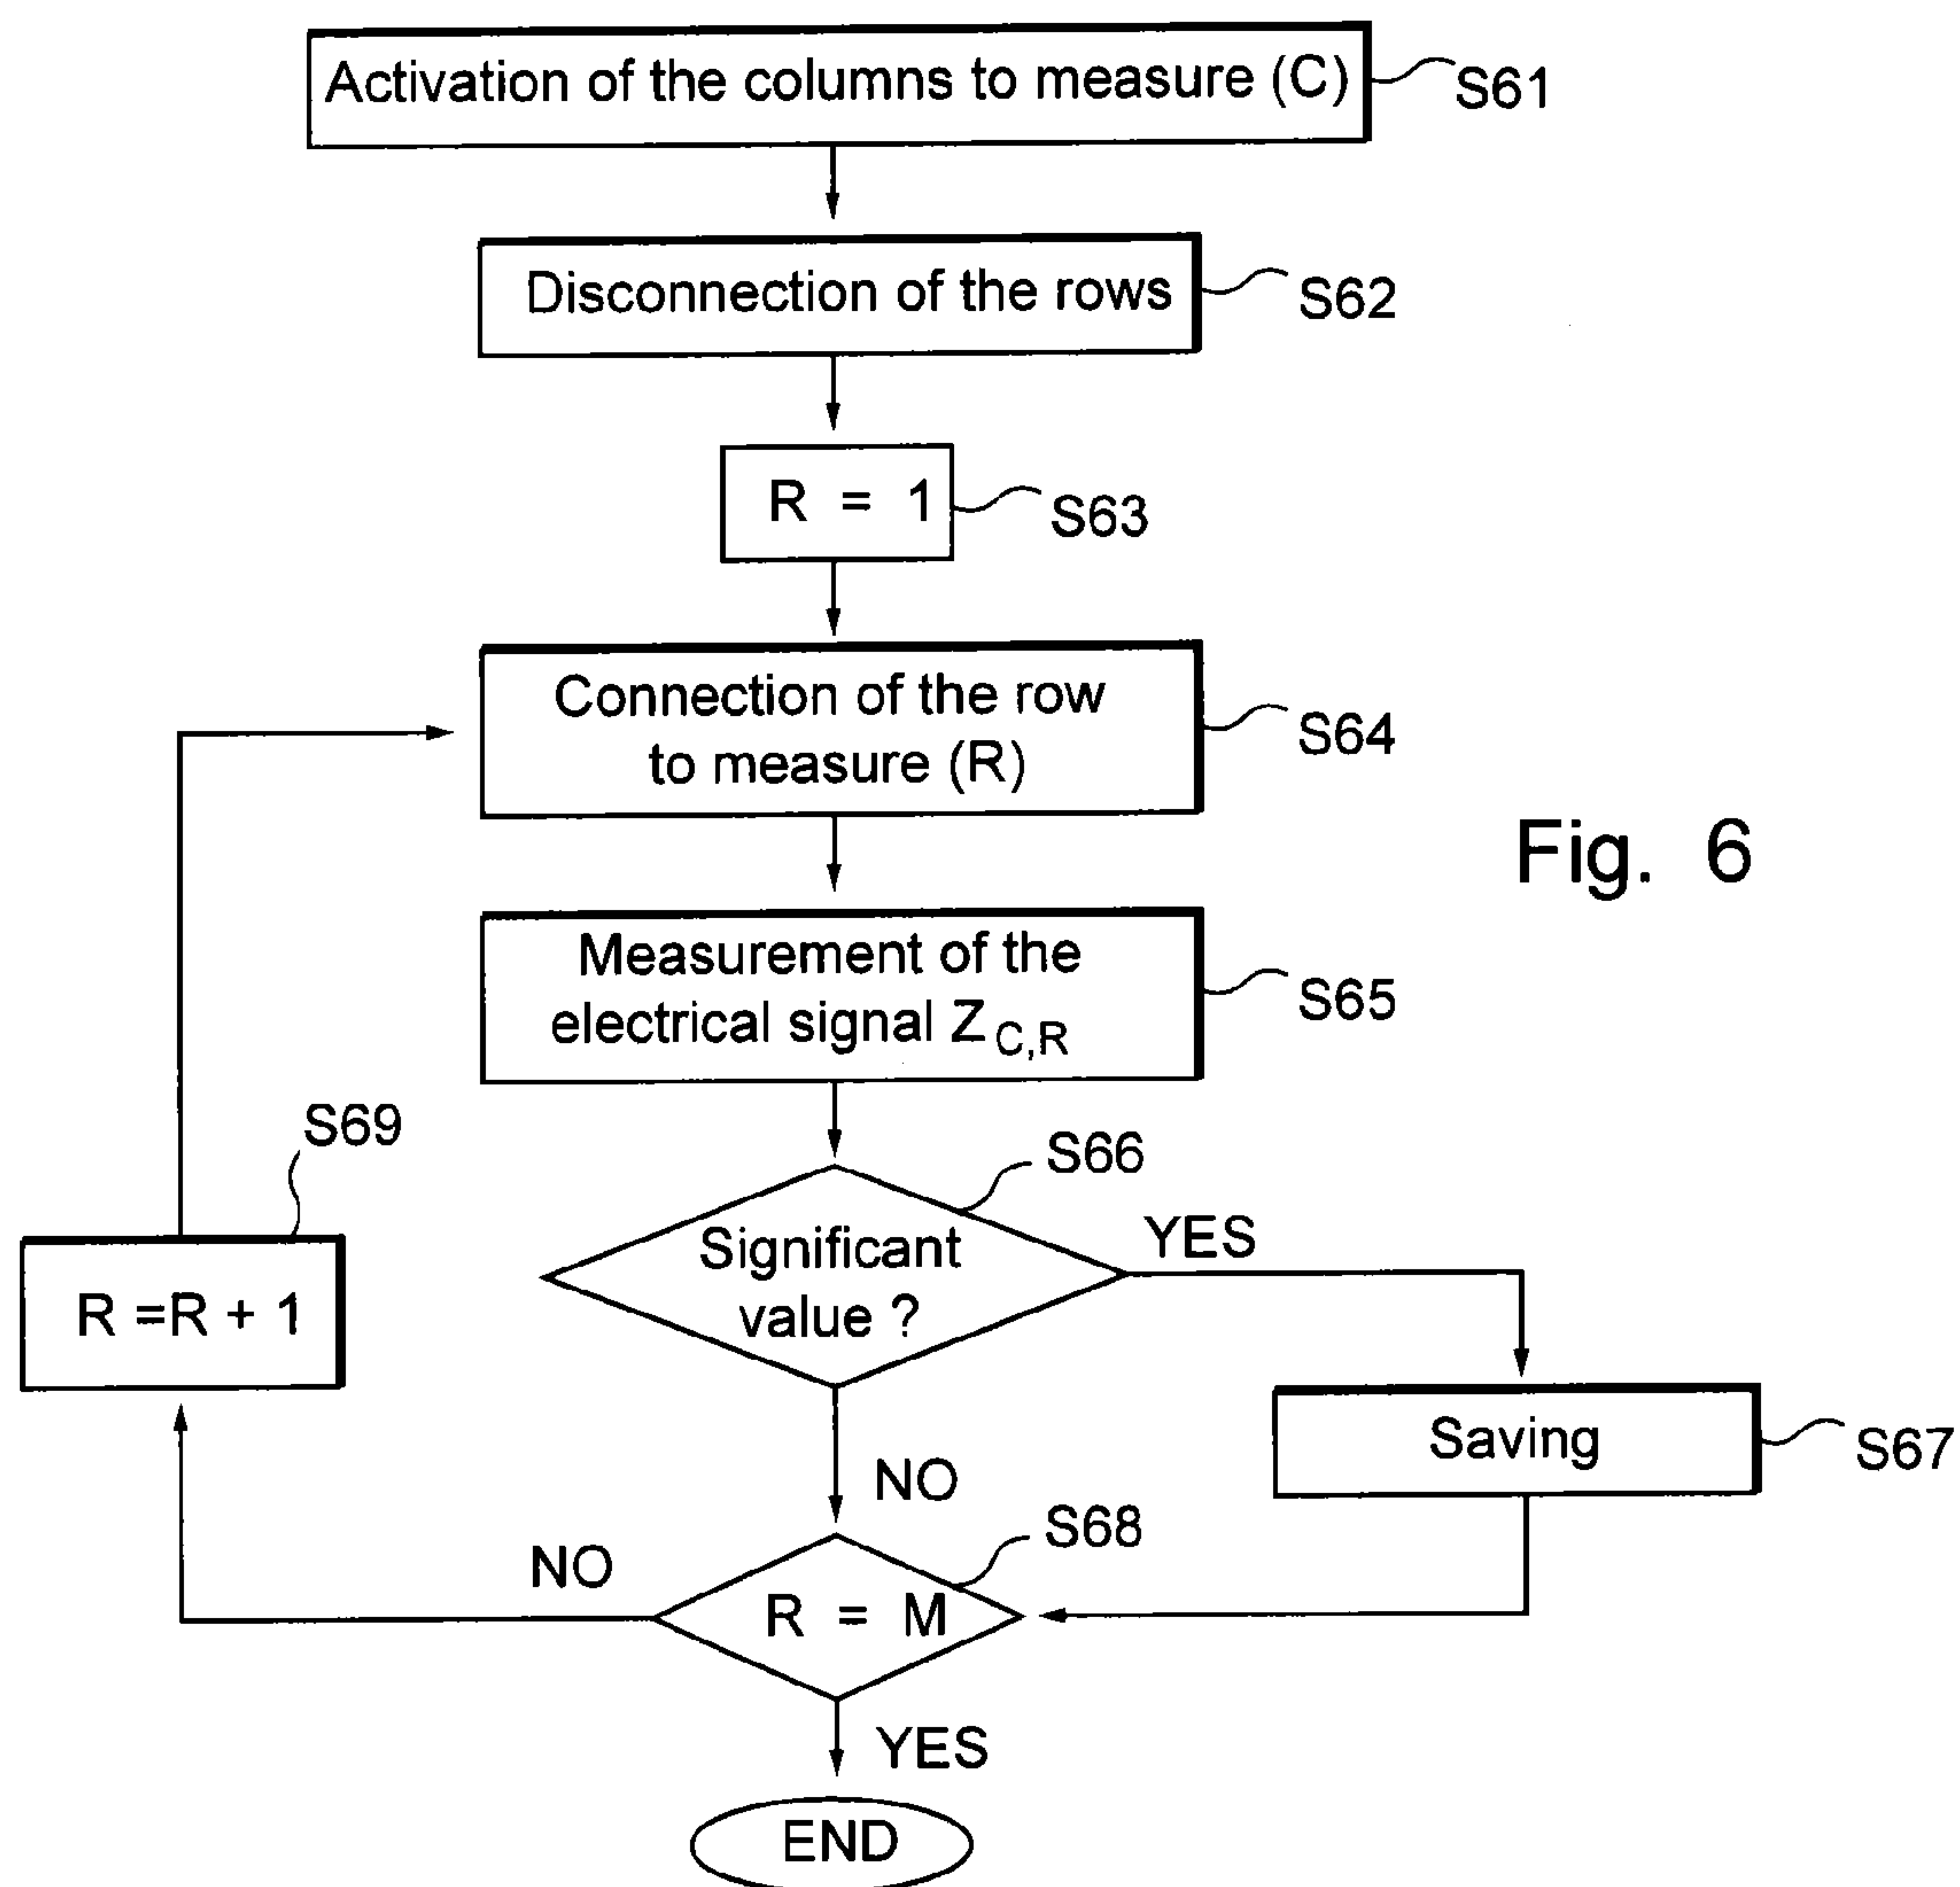 Activation of the columns to measure (C)
S61
Disconnection of the rows
S62
R = 1
S63
Connection of the row
to measure (R)
S64
Fig. 6
Measurement of the
electrical signal Z C,R
S65
S69
R =R + 1
S66
Significant
value ?
YES
Saving
S67
NO
S68
R = M
NO
YES
END